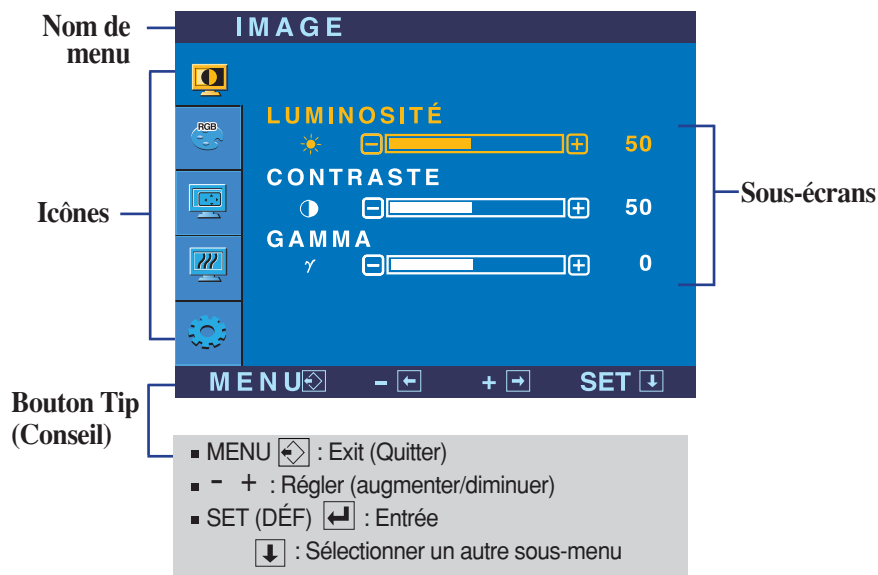 Nom de
menu
IMAGE
RGB
LUMINOSITÉ
50
CONTRASTE
50
GAMMA
γ
0
Icônes
Sous-écrans
MENU - + SET
Bouton Tip
(Conseil)
MENU : Exit (Quitter)
- + : Régler (augmenter/diminuer)
SET (DÉF) : Entrée
: Sélectionner un autre sous-menu